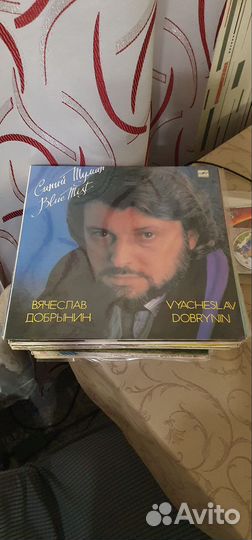 Синий Туман
Blue Mist
ВЯЧЕСЛАВ
ДОБРЫНИН
VYACHESLAV
DOBRYNIN
Avito